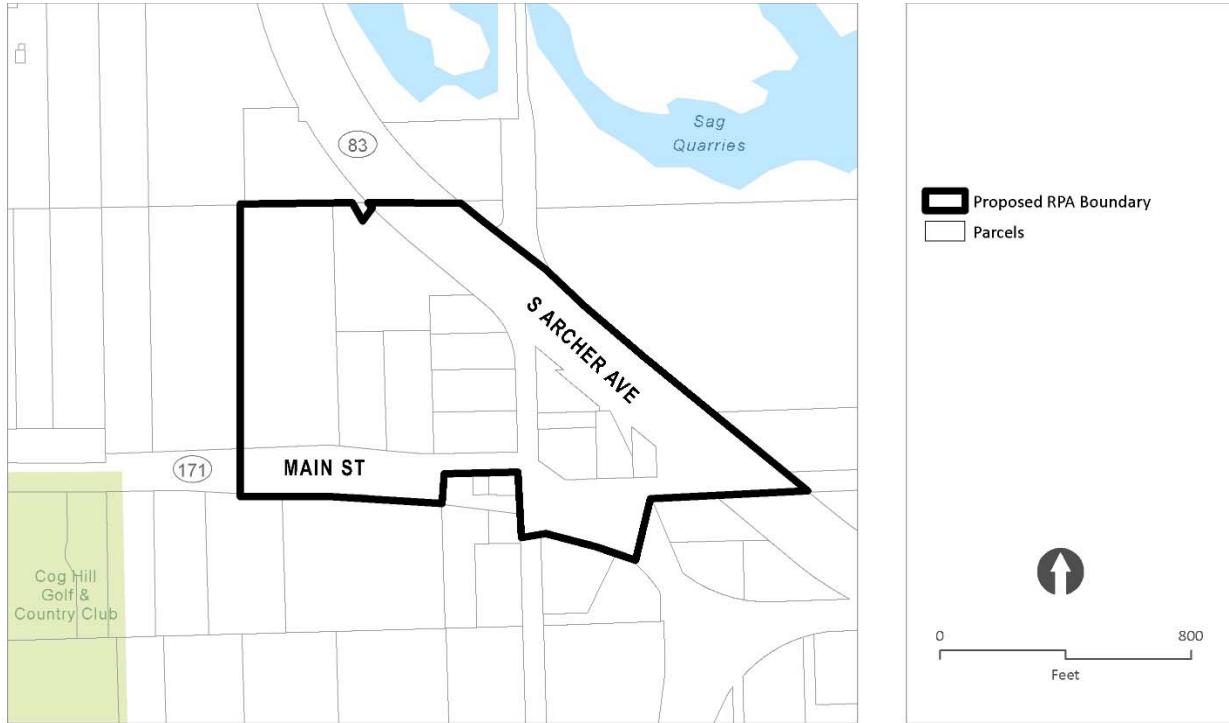 Sag
Quarries
83
S ARCHER AVE
171
MAIN ST
Cog Hill
Golf &
Country Club
Proposed RPA Boundary
Parcels
0 800
Feet